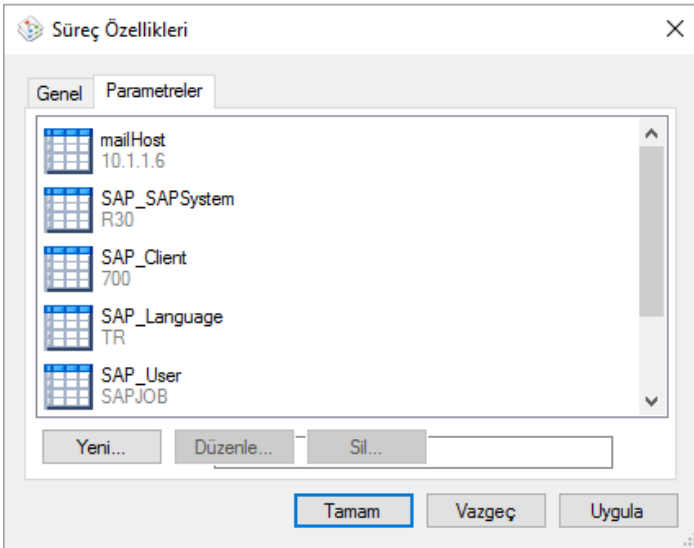 Süreç Özellikleri
Genel Parametreler
mailHost
10.1.1.6
SAP_SAPSystem
R30
SAP_Client
700
SAP_Language
TR
SAP_User
SAPJOB
Yeni... Düzenle... Sil...
Tamam Vazgeç Uygula